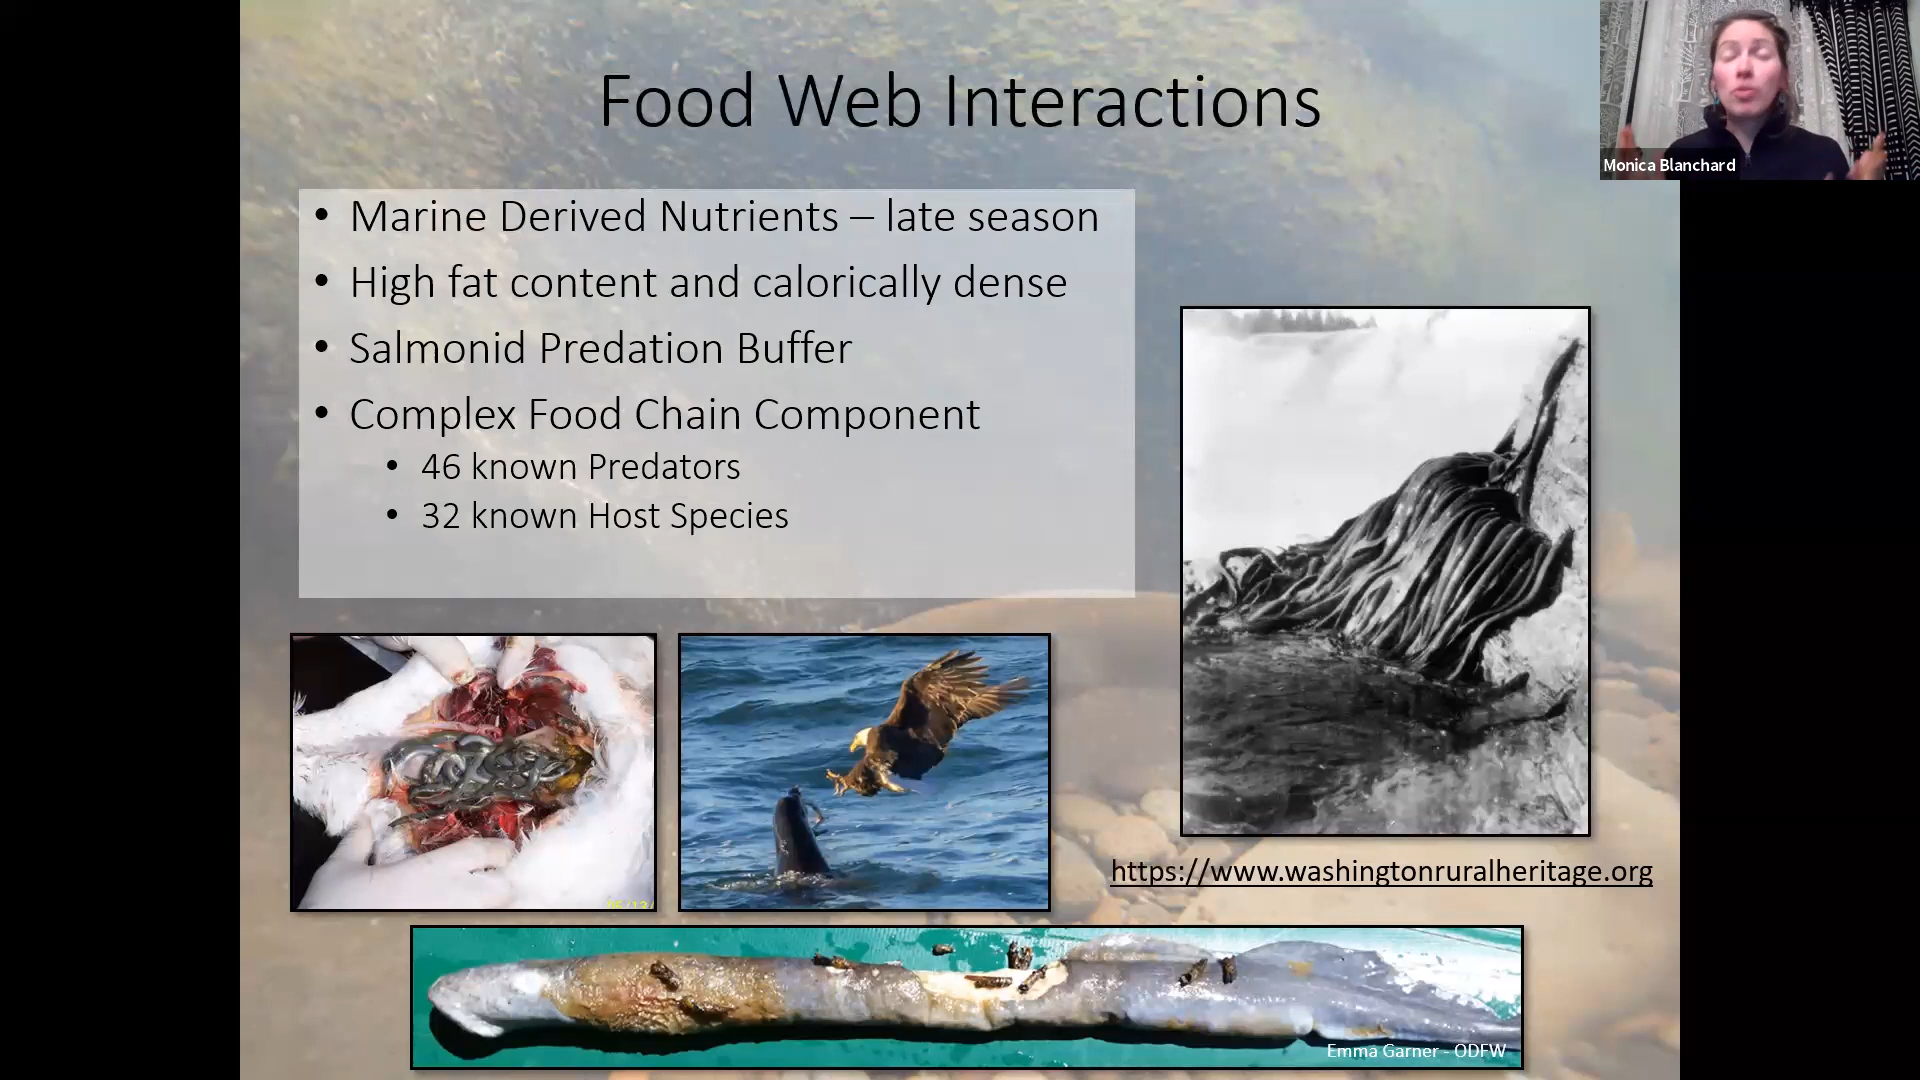 Food Web Interactions
Monica Blanchard
• Marine Derived Nutrients – late season
• High fat content and calorically dense
• Salmonid Predation Buffer
• Complex Food Chain Component
• 46 known Predators
• 32 known Host Species
https://www.washingtonruralheritage.org
Emma Garner - ODFW